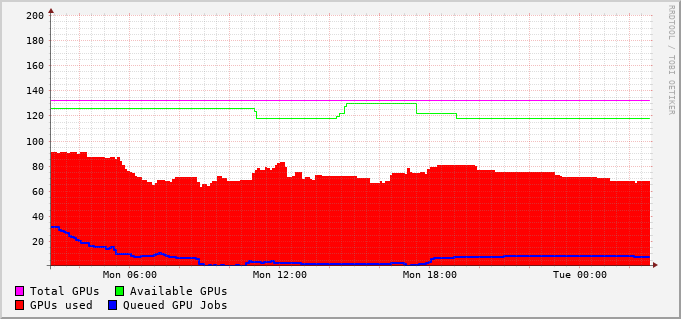 200
180
160
140
120
100
80
60
40
20
Mon 06:00 Mon 12:00 Mon 18:00 Tue 00:00
Total GPUs Available GPUs
GPUs used Queued GPU Jobs
RRDTOOL / TOBI OETIKER